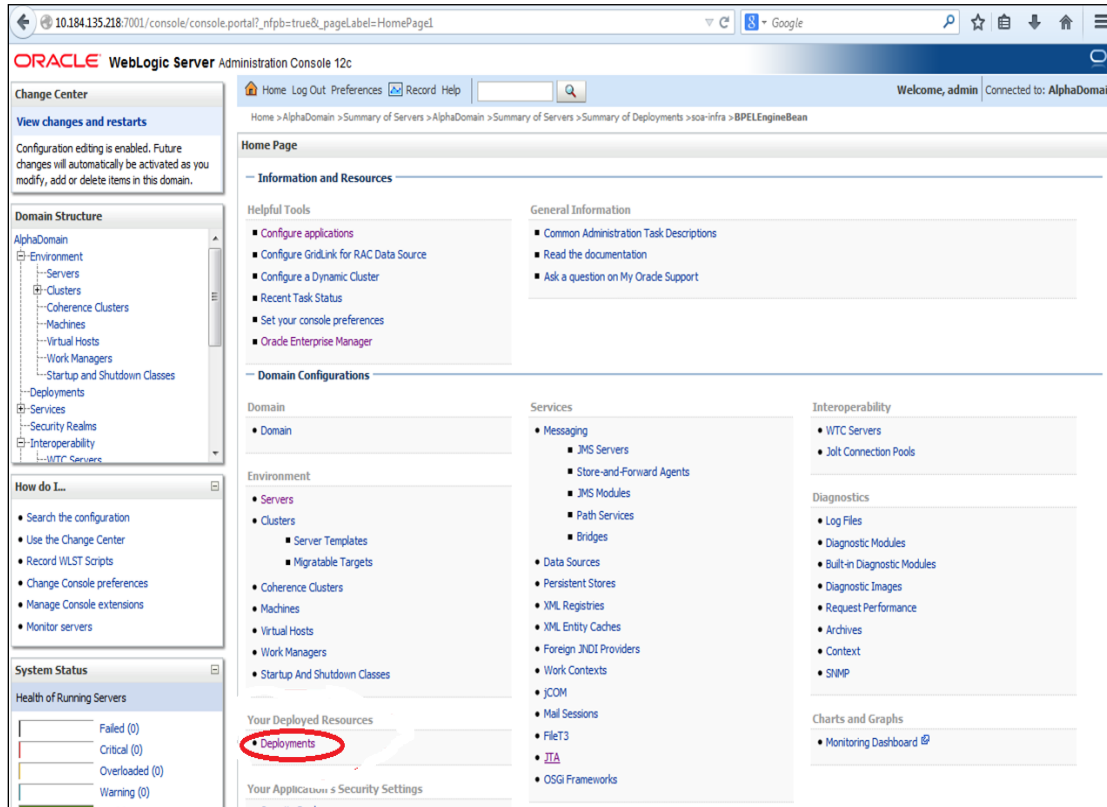 10.184.135.218:7001/console/console.portal?_nfpb=true&_pageLabel=HomePage1
Google
ORACLE WebLogic Server Administration Console 12c
Change Center
View changes and restarts
Configuration editing is enabled. Future
changes will automatically be activated as you
modify, add or delete items in this domain.
Domain Structure
AlphaDomain
Environment
Servers
Clusters
Coherence Clusters
Machines
Virtual Hosts
Work Managers
Startup and Shutdown Classes
Deployments
Services
Security Realms
Interoperability
WTC Servers
How do I...
Search the configuration
Use the Change Center
Record WLST Scripts
Change Console preferences
Manage Console extensions
Monitor servers
System Status
Health of Running Servers
Failed (0)
Critical (0)
Overloaded (0)
Warning (0)
Home Log Out Preferences Record Help
Welcome, admin Connected to: AlphaDomai
Home >AlphaDomain >Summary of Servers >AlphaDomain >Summary of Servers >Summary of Deployments >soa-infra >BPELEngineBean
Home Page
Information and Resources
Helpful Tools
Configure applications
Configure GridLink for RAC Data Source
Configure a Dynamic Cluster
Recent Task Status
Set your console preferences
Oracle Enterprise Manager
General Information
Common Administration Task Descriptions
Read the documentation
Ask a question on My Oracle Support
Domain Configurations
Domain
Domain
Environment
Servers
Clusters
Server Templates
Migratable Targets
Coherence Clusters
Machines
Virtual Hosts
Work Managers
Startup And Shutdown Classes
Your Deployed Resources
Deployments
Your Application's Security Settings
Services
Messaging
JMS Servers
Store-and-Forward Agents
JMS Modules
Path Services
Bridges
Data Sources
Persistent Stores
XML Registries
XML Entity Caches
Foreign JNDI Providers
Work Contexts
jCOM
Mail Sessions
FileT3
JTA
OSGi Frameworks
Interoperability
WTC Servers
Jolt Connection Pools
Diagnostics
Log Files
Diagnostic Modules
Built-in Diagnostic Modules
Diagnostic Images
Request Performance
Archives
Context
SNMP
Charts and Graphs
Monitoring Dashboard